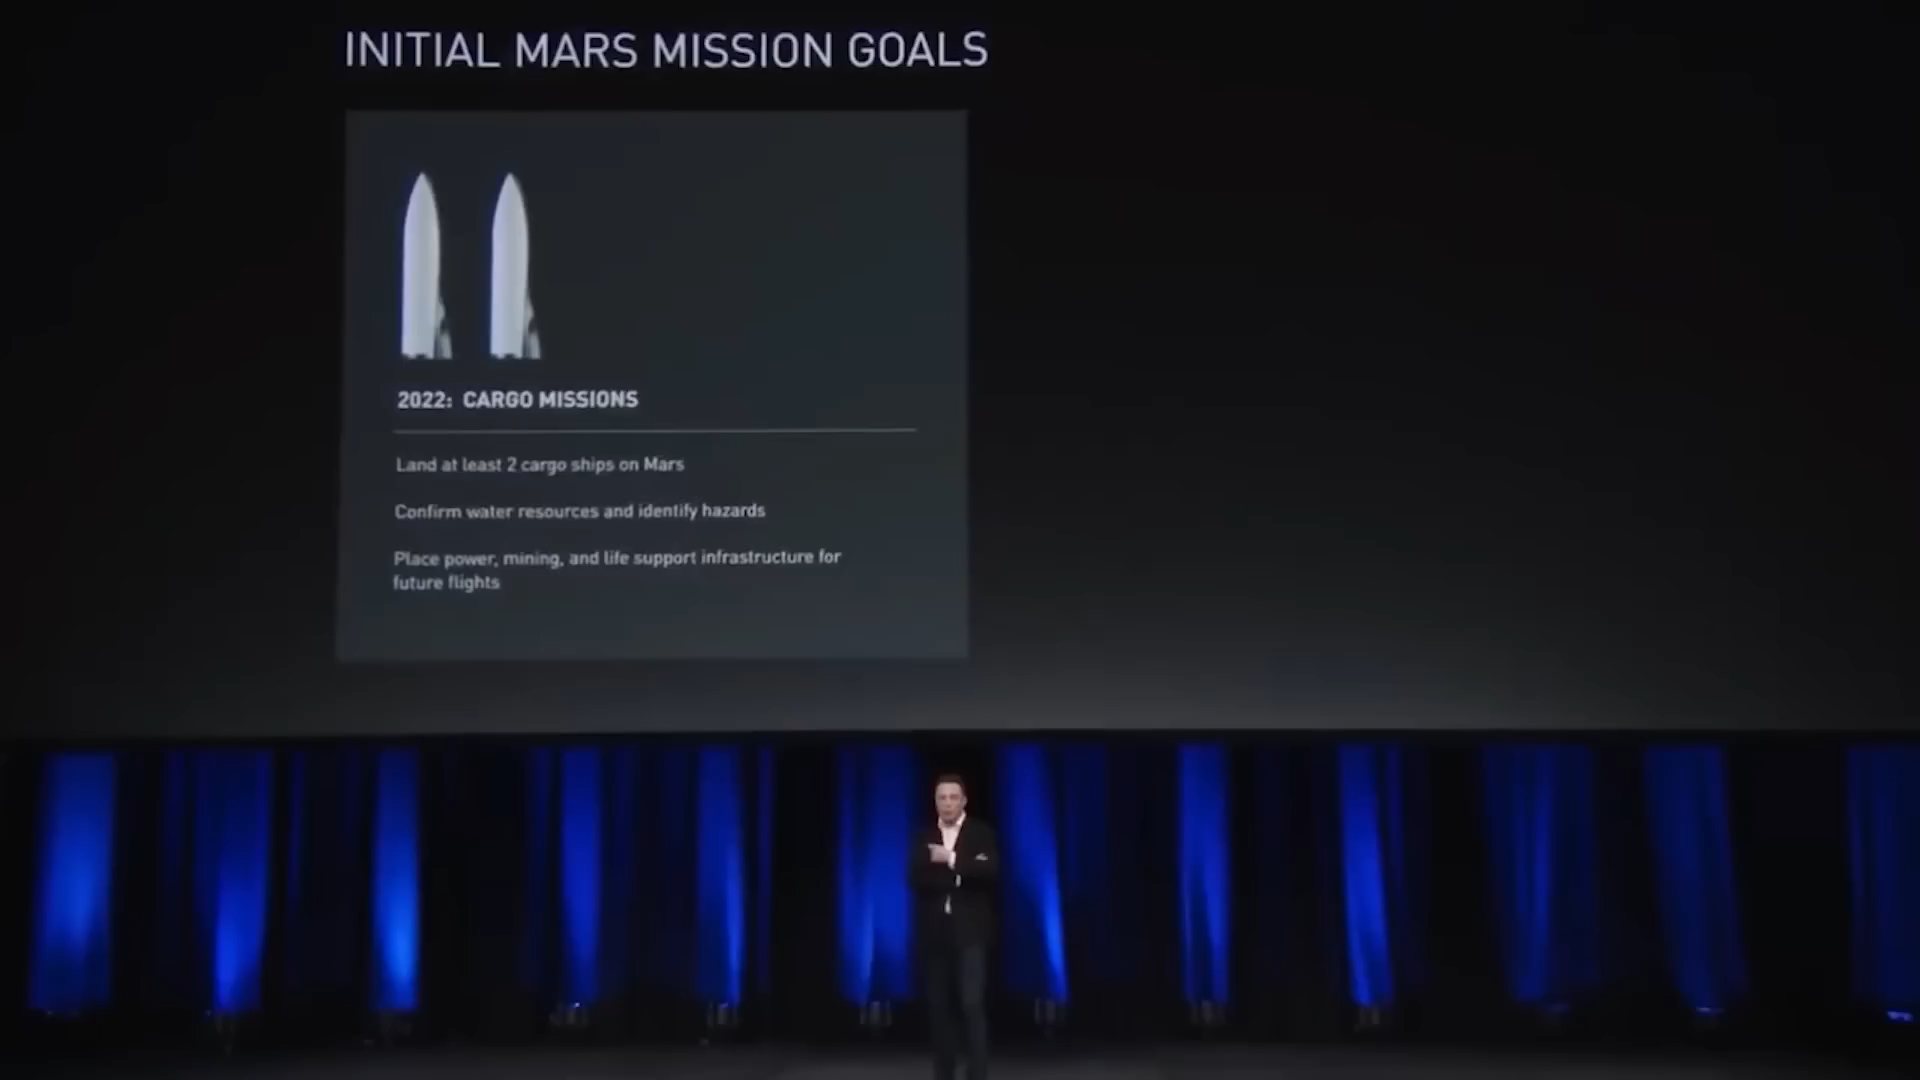 INITIAL MARS MISSION GOALS
2022: CARGO MISSIONS
Land at least 2 cargo ships on Mars
Confirm water resources and identify hazards
Place power, mining, and life support infrastructure for
future flights